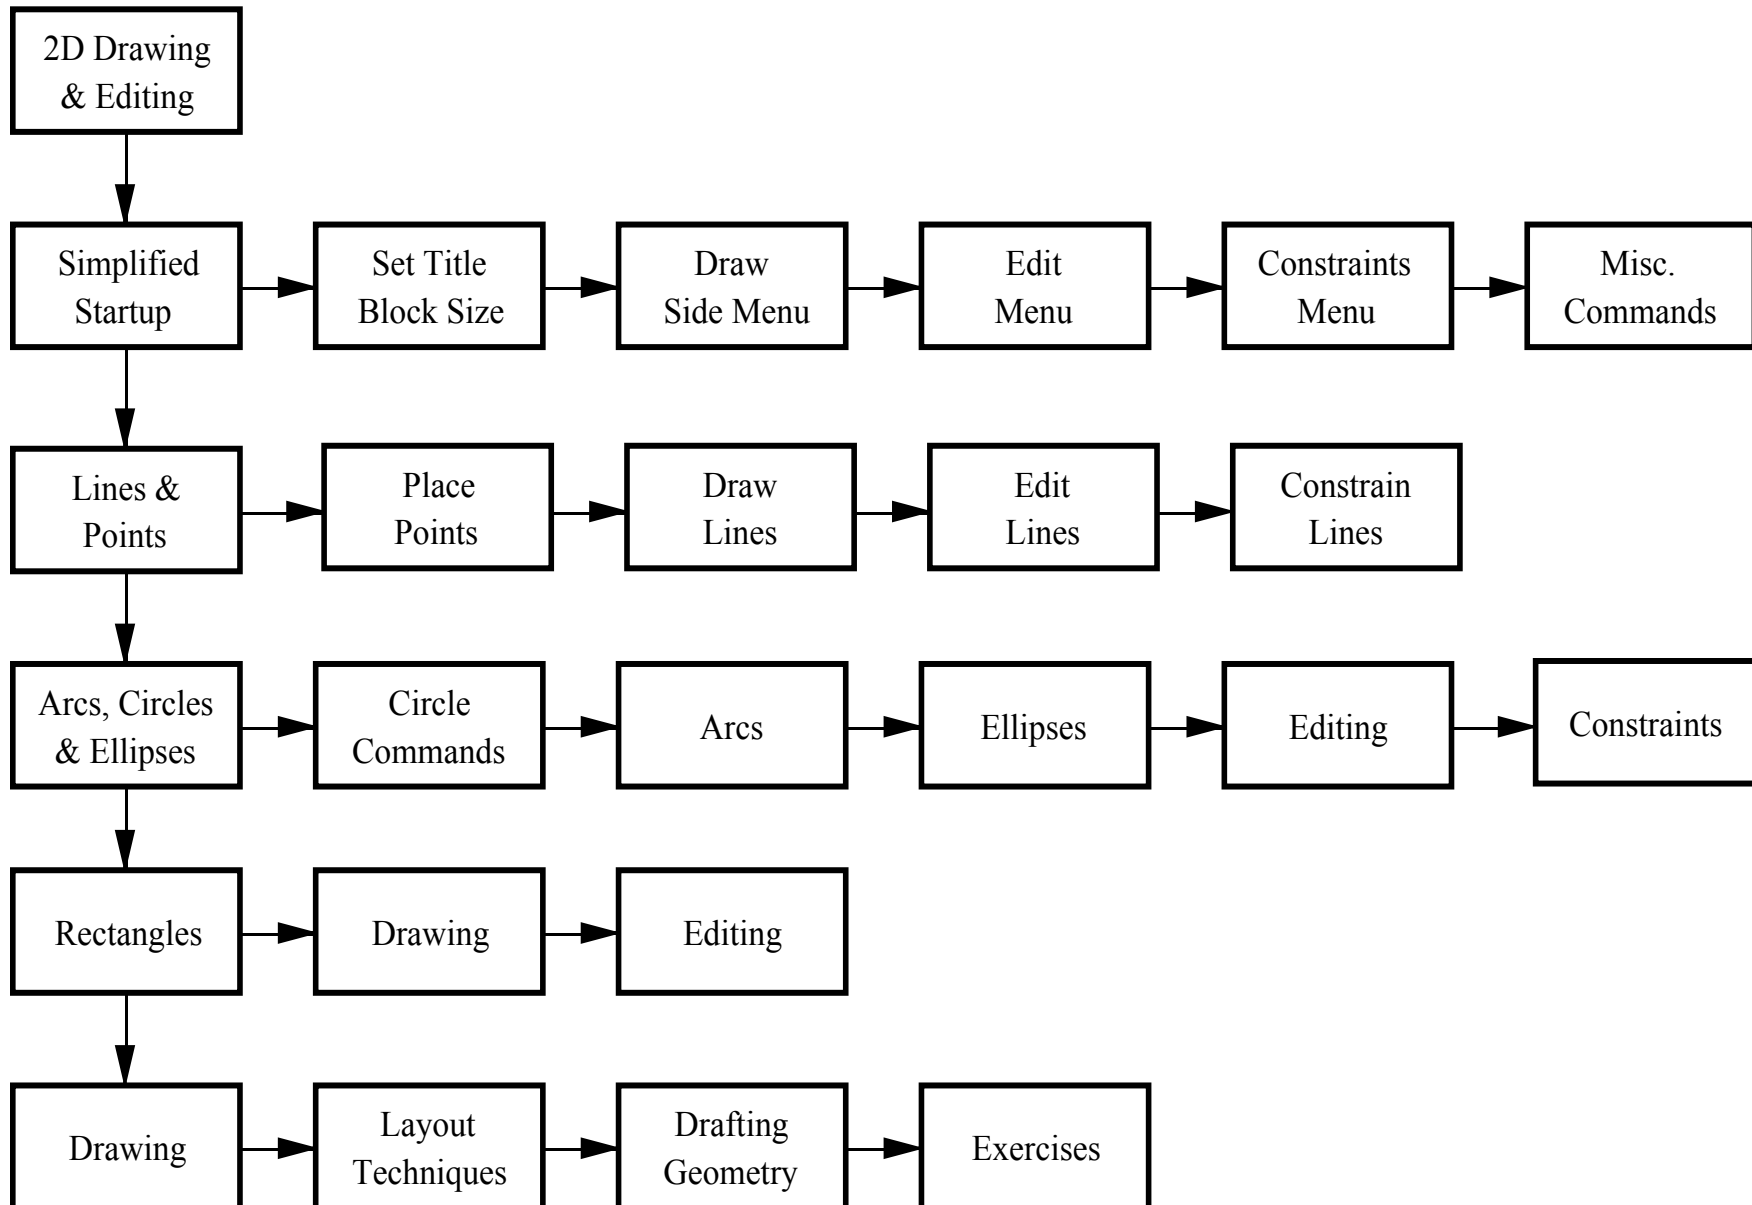 2D Drawing
& Editing
Simplified
Startup
Set Title
Block Size
Draw
Side Menu
Edit
Menu
Constraints
Menu
Misc.
Commands
Lines &
Points
Place
Points
Draw
Lines
Edit
Lines
Constrain
Lines
Arcs, Circles
& Ellipses
Circle
Commands
Arcs
Ellipses
Editing
Constraints
Rectangles
Drawing
Editing
Drawing
Layout
Techniques
Drafting
Geometry
Exercises